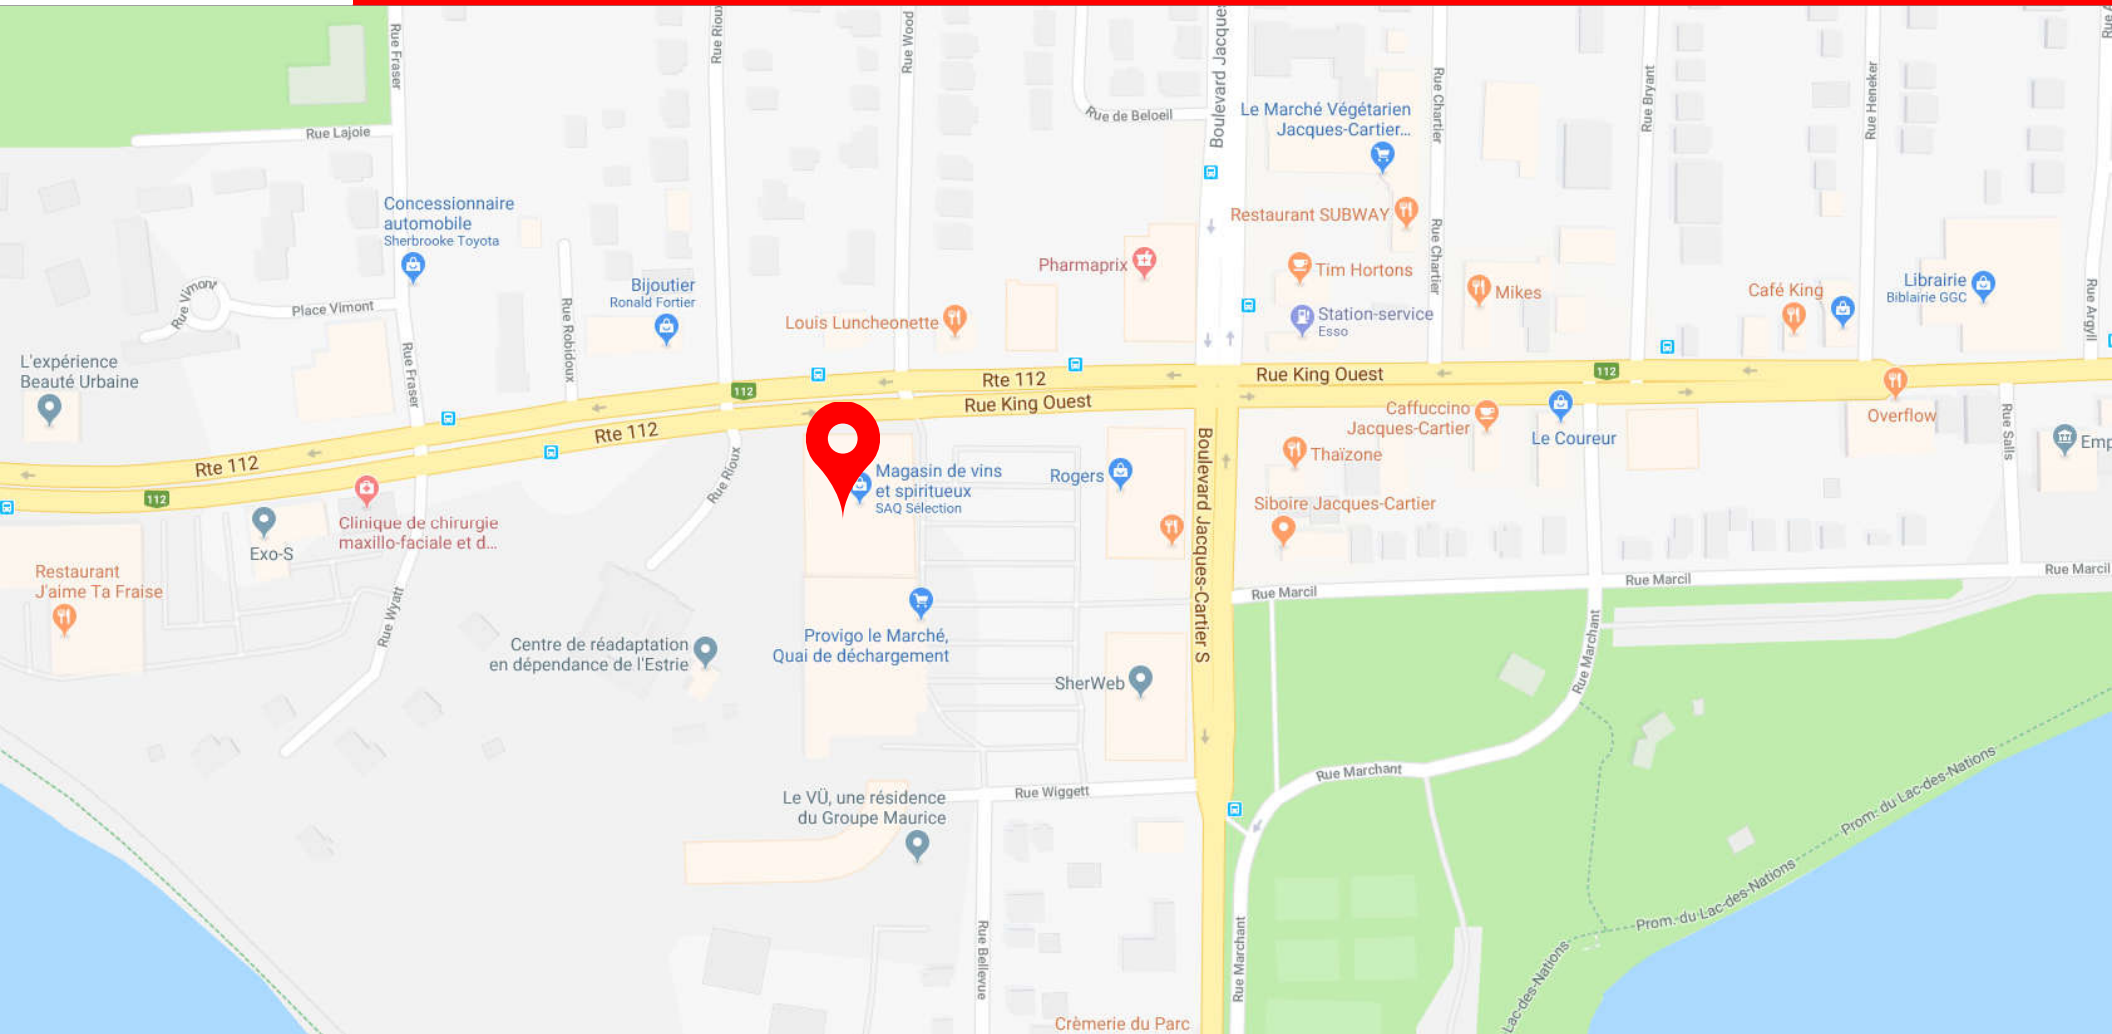 Rue Fraser
Rue Rioux
Rue Wood
Boulevard Jacques
Rue Chartier
Rue Bryant
Rue Heneker
Rue Lajoie
Rue de Beloeil
Le Marché Végétarien
Jacques-Cartier...
Concessionnaire
automobile
Sherbrooke Toyota
Restaurant SUBWAY
Rue Chartier
Pharmaprix
Tim Hortons
Mikes
Bijoutier
Ronald Fortier
Café King
Librairie
Biblairie GGC
Rue Argyll
Rue Vimont
Place Vimont
Rue Robidoux
Louis Luncheonette
Station-service
Esso
L'expérience
Beauté Urbaine
Rue Fraser
112
Rte 112
Rue King Ouest
112
Rue King Ouest
Rte 112
Rte 112
112
Caffuccino
Jacques-Cartier
Le Coureur
Overflow
Rue Salls
Emp
Thaïzone
Rue Rioux
Magasin de vins
et spiritueux
SAQ Sélection
Rogers
Boulevard Jacques-Cartier S
Siboire Jacques-Cartier
Clinique de chirurgie
maxillo-faciale et d...
Exo-S
Restaurant
J'aime Ta Fraise
Rue Wyatt
Rue Marcil
Rue Marcil
Rue Marcil
Centre de réadaptation
en dépendance de l'Estrie
Provigo le Marché,
Quai de déchargement
SherWeb
Rue Marchant
Rue Marchant
Rue Wiggett
Le VÜ, une résidence
du Groupe Maurice
Prom. du Lac-des-Nations
Prom. du Lac-des-Nations
Lac-des-Nations
Rue Bellevue
Rue Marchant
Crèmerie du Parc